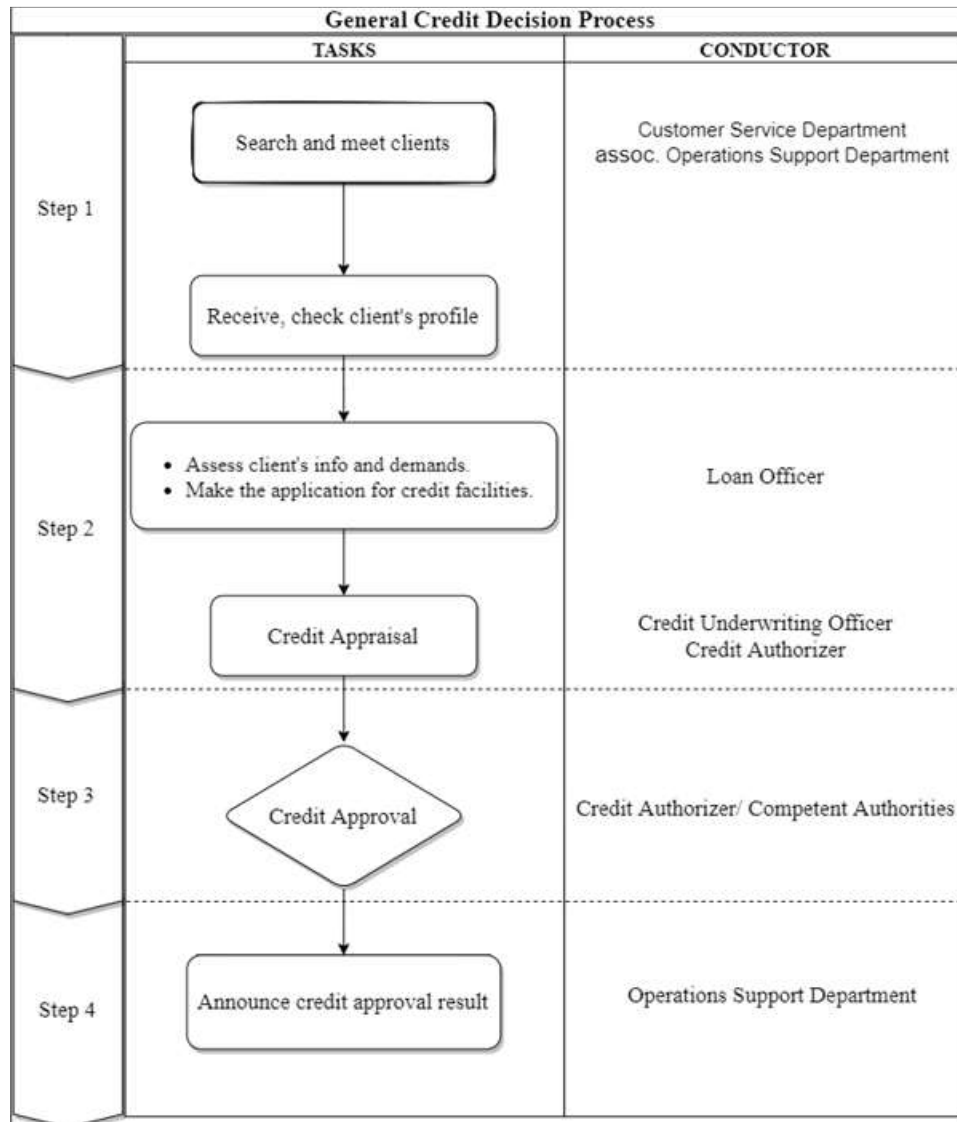 General Credit Decision Process
TASKS
CONDUCTOR
Step 1
Search and meet clients
Customer Service Department
assoc. Operations Support Department
Receive, check client's profile
Step 2
• Assess client's info and demands.
• Make the application for credit facilities.
Loan Officer
Credit Appraisal
Credit Underwriting Officer
Credit Authorizer
Step 3
Credit Approval
Credit Authorizer/ Competent Authorities
Step 4
Announce credit approval result
Operations Support Department